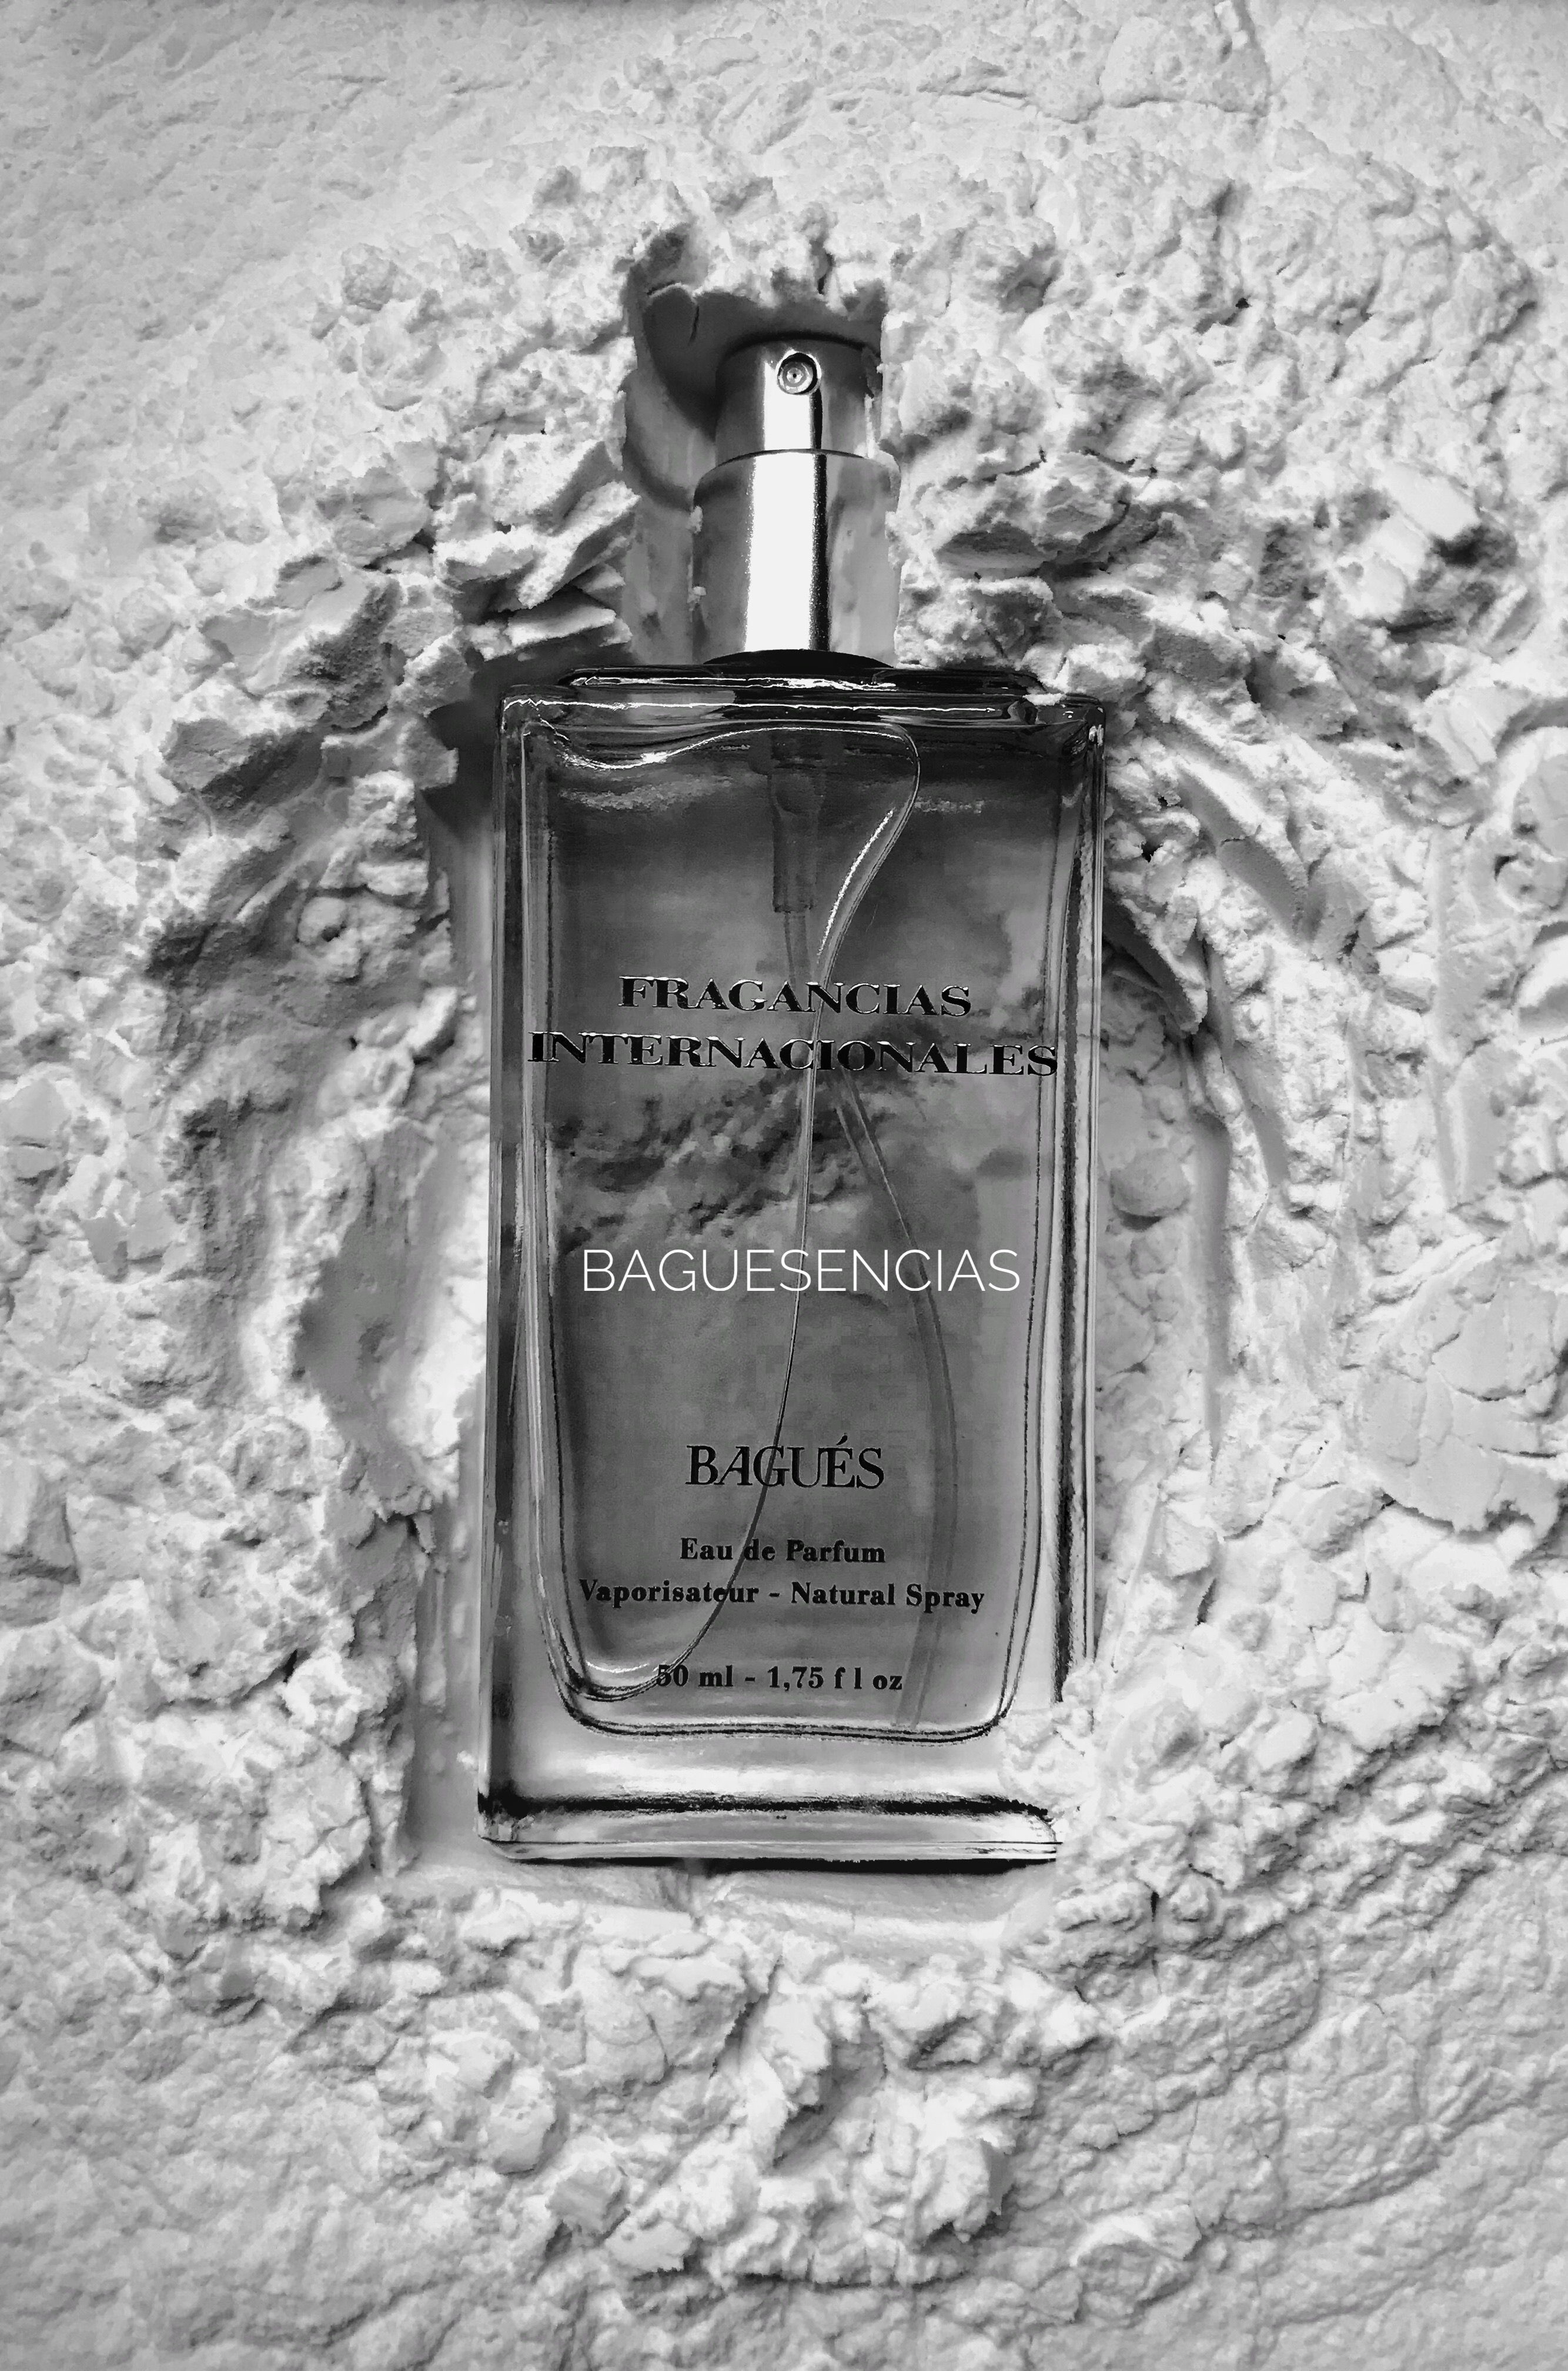 FRAGANCIAS
INTERNACIONALES
BAGUESENCIAS
BAGUÉS
Eau de Parfum
Vaporisateur - Natural Spray
50 ml - 1,75 f l oz